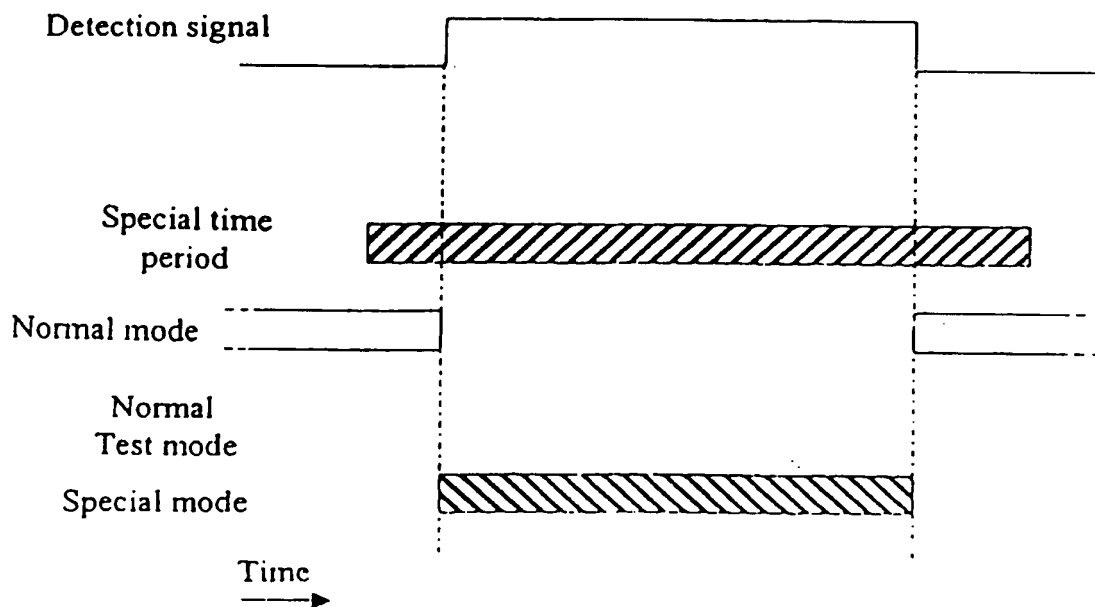 Detection signal
Special time
period
Normal mode
Normal
Test mode
Special mode
Time